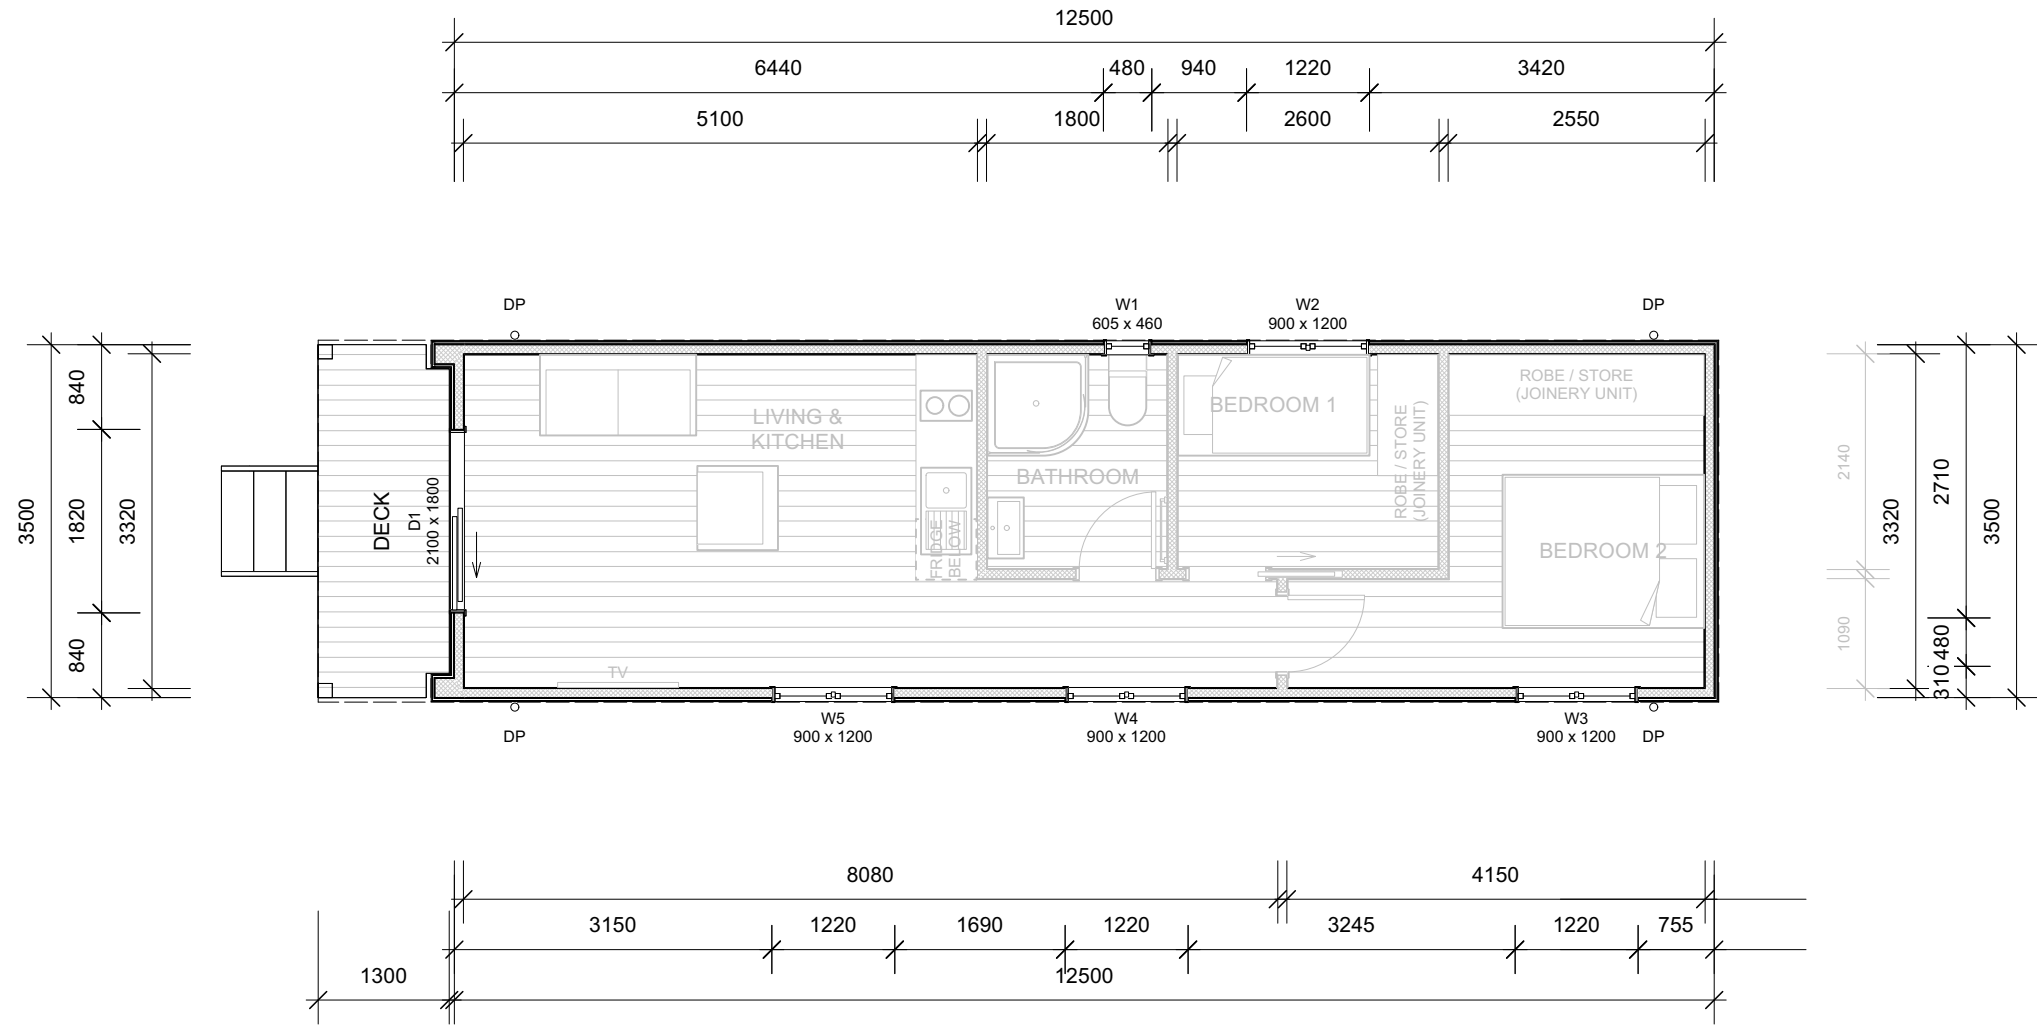 12500
6440
480
940
1220
3420
5100
1800
2600
2550
DP
W1
605 x 460
W2
900 x 1200
DP
3500
840
1820
840
3320
DECK
D1
2100 x 1800
LIVING &
KITCHEN
FRIDGE
BELOW
TV
BATHROOM
BEDROOM 1
ROBE / STORE
(JOINERY UNIT)
ROBE / STORE
(JOINERY UNIT)
BEDROOM 2
2140
1090
3320
2710
480
310
3500
DP
W5
900 x 1200
W4
900 x 1200
W3
900 x 1200
DP
8080
4150
3150
1220
1690
1220
3245
1220
755
1300
12500